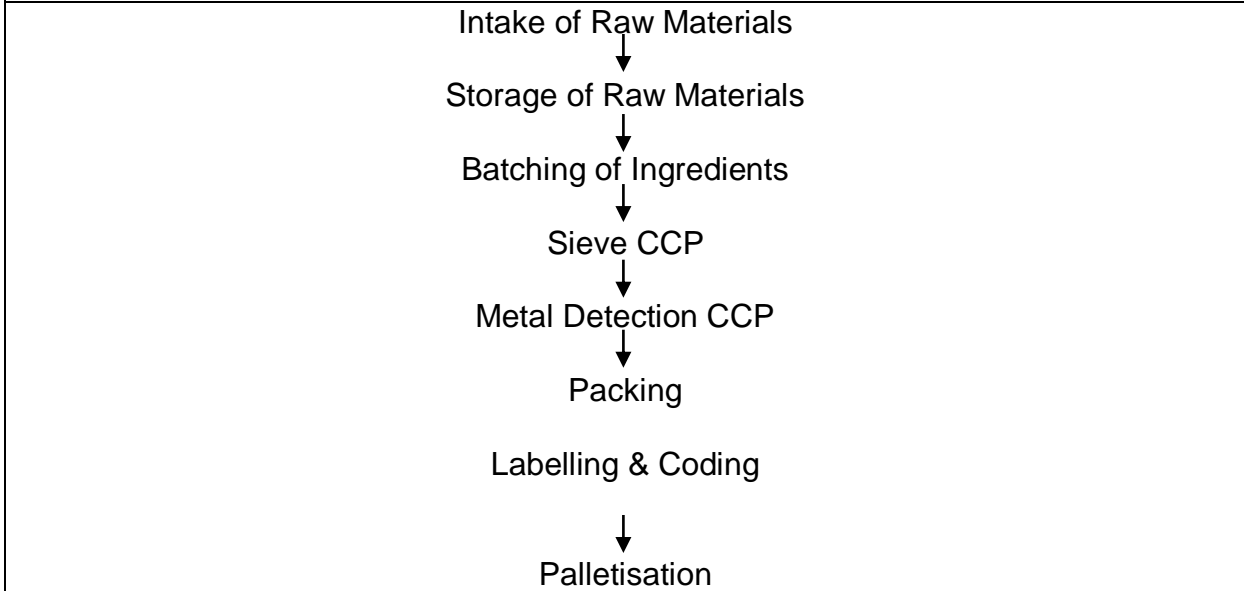 Intake of Raw Materials
Storage of Raw Materials
Batching of Ingredients
Sieve CCP
Metal Detection CCP
Packing
Labelling & Coding
Palletisation